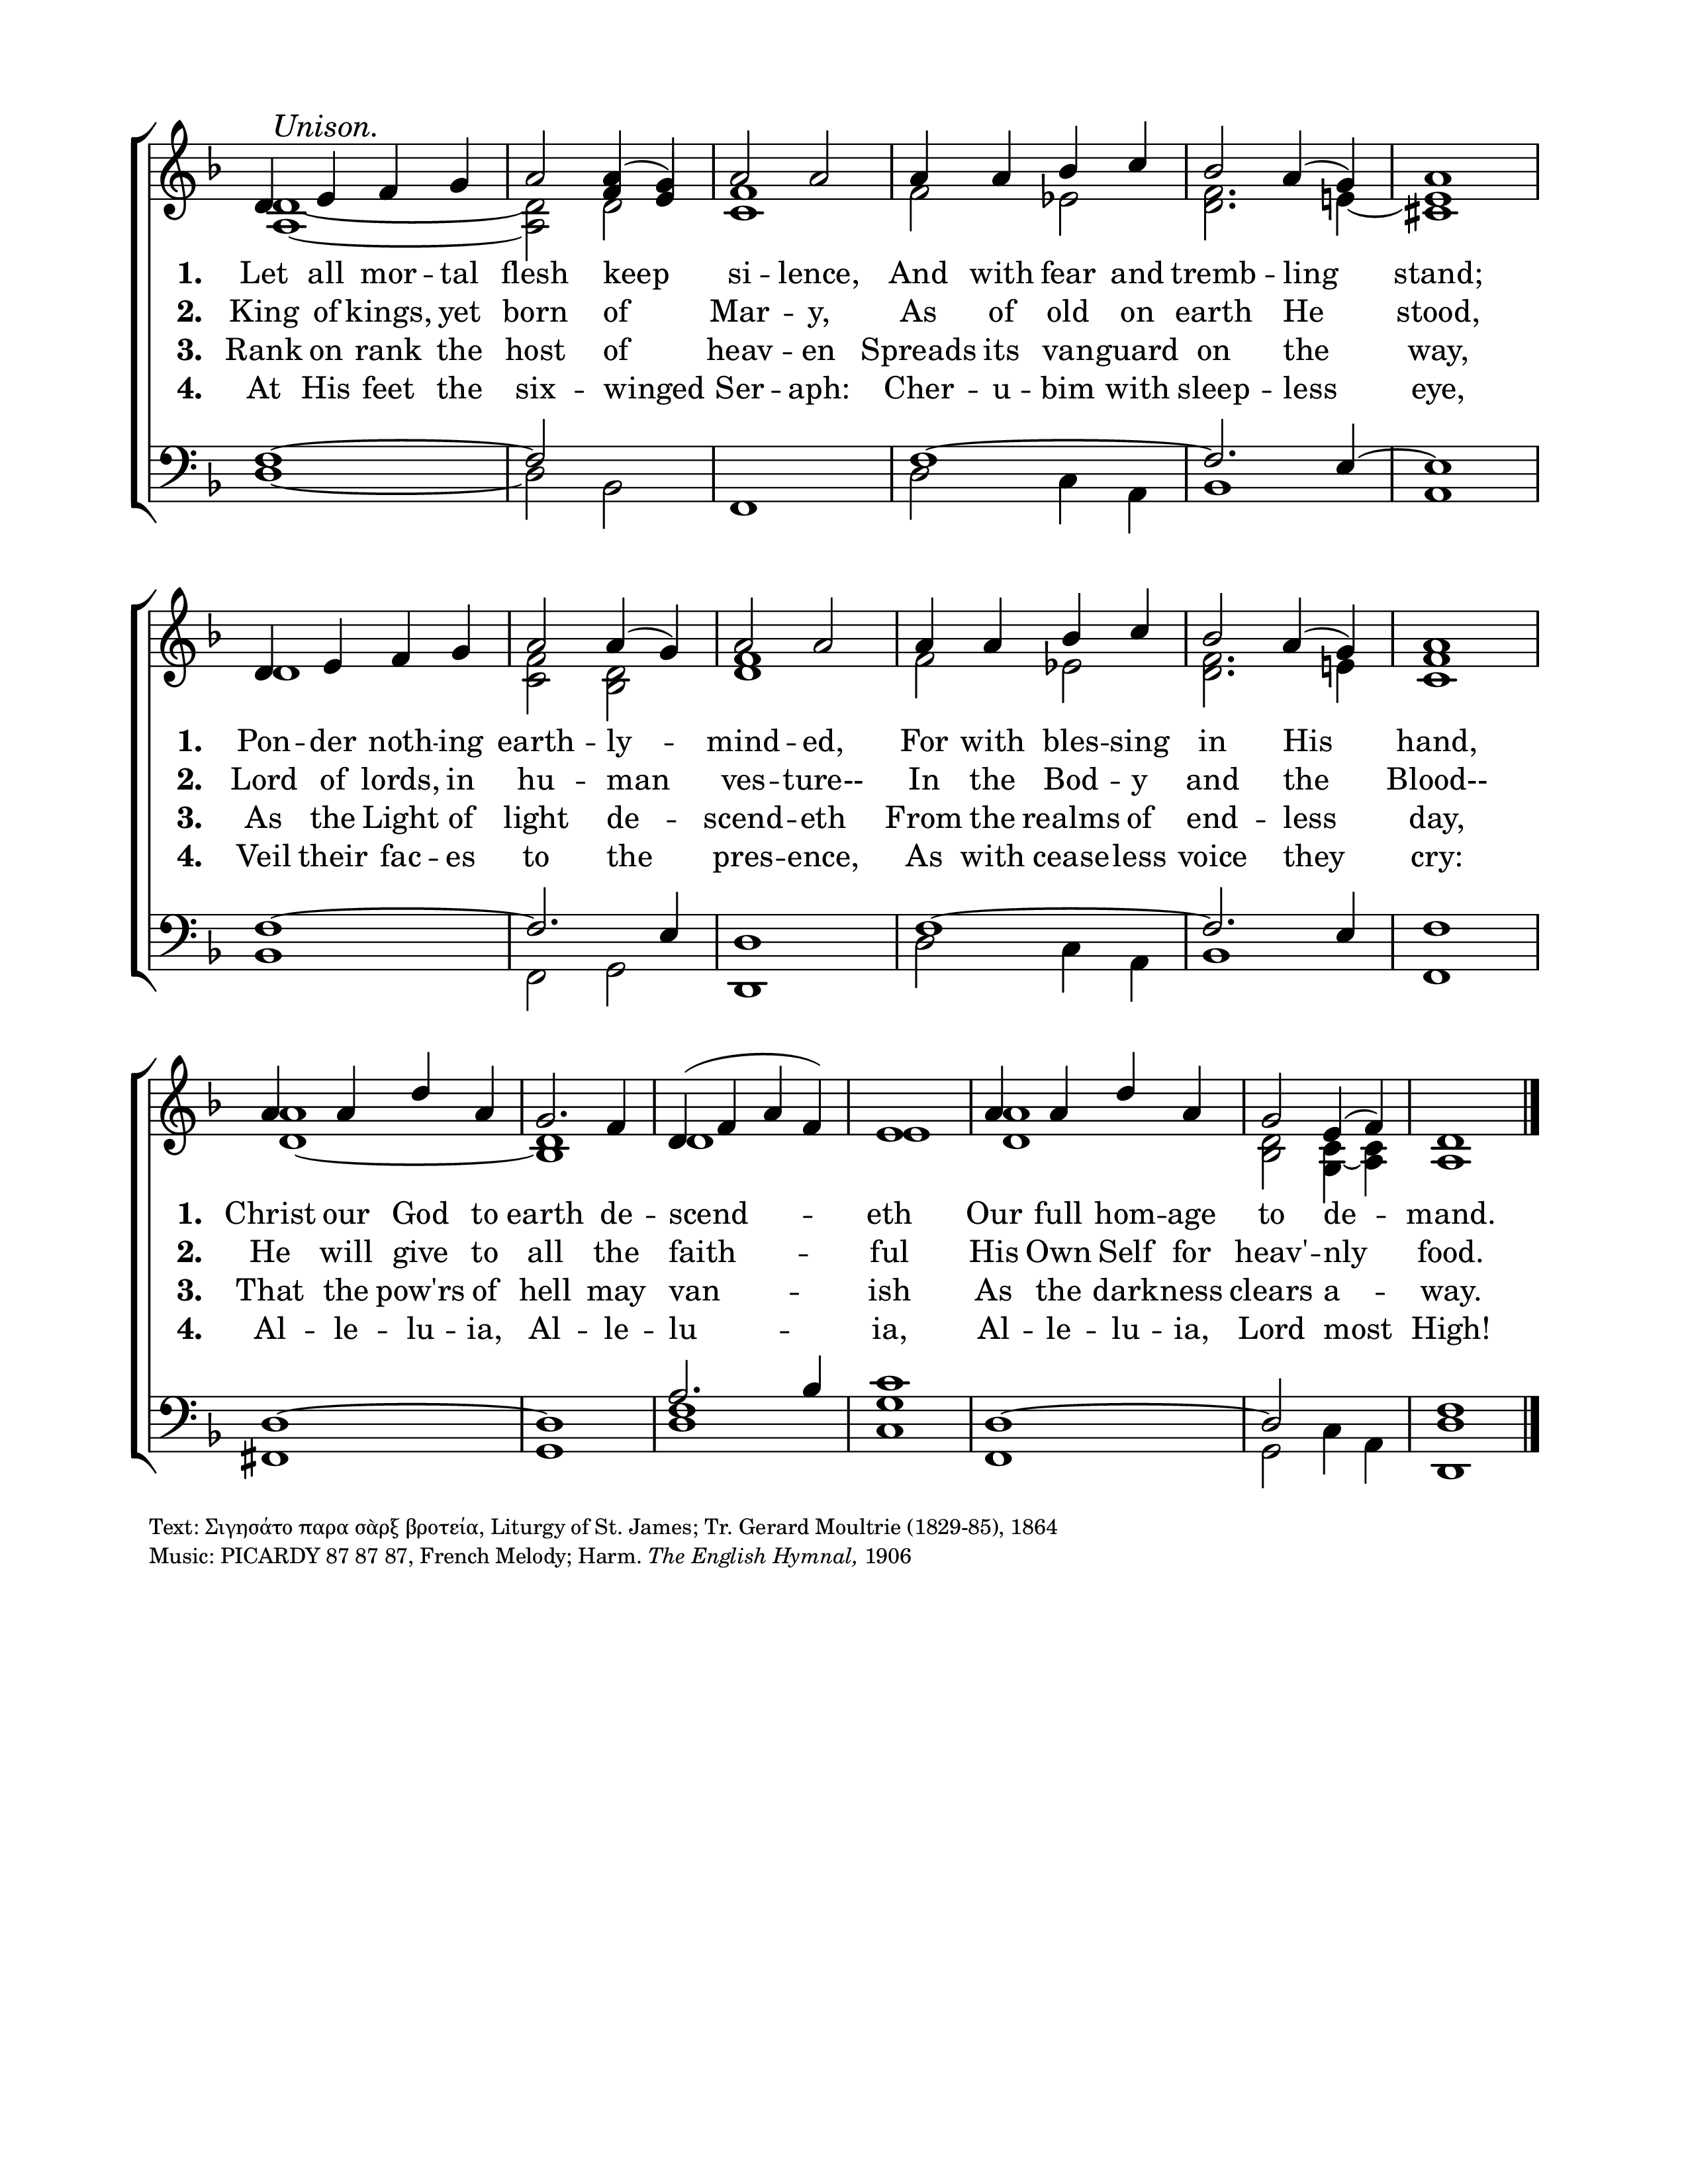 Unison.
1. Let all mor -- tal flesh keep si -- lence, And with fear and tremb -- ling stand;
2. King of kings, yet born of Mar -- y, As of old on earth He stood,
3. Rank on rank the host of heav -- en Spreads its vanguard on the way,
4. At His feet the six -- winged Ser -- aph: Cher -- u -- bim with sleep -- less eye,
1. Pon -- der noth -- ing earth -- ly -- mind -- ed, For with bles -- sing in His hand,
2. Lord of lords, in hu -- man ves -- ture-- In the Bod -- y and the Blood--
3. As the Light of light de -- scend -- eth From the realms of end -- less day,
4. Veil their fac -- es to the pres -- ence, As with ceaseless voice they cry:
1. Christ our God to earth de -- scend -- eth Our full hom -- age to de -- mand.
2. He will give to all the faith -- ful His Own Self for heav' -- nly food.
3. That the pow'rs of hell may van -- ish As the darkness clears a -- way.
4. Al -- le -- lu -- ia, Al -- le -- lu -- ia, Al -- le -- lu -- ia, Lord most High!
Text: Σιγησάτο παρα σὰρξ βροτεία, Liturgy of St. James; Tr. Gerard Moultrie (1829-85), 1864
Music: PICARDY 87 87 87, French Melody; Harm. The English Hymnal, 1906